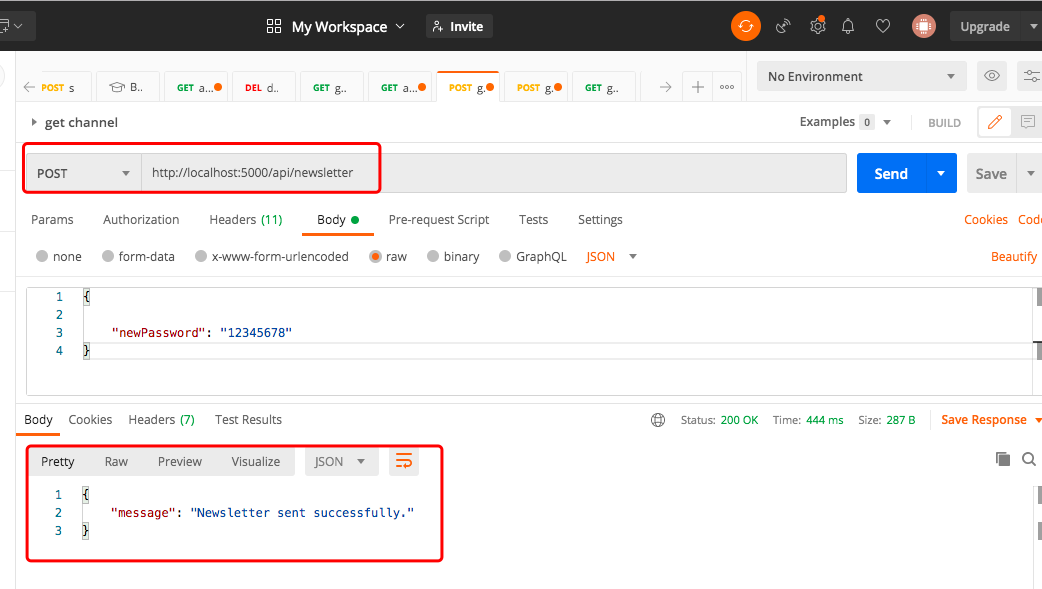 My Workspace Invite Upgrade
POST s B.. GET a... DEL d.. GET g.. GET a... POST g. POST g. GET g.. No Environment
get channel Examples 0 BUILD
POST http://localhost:5000/api/newsletter Send Save
Params Authorization Headers (11) Body Pre-request Script Tests Settings Cookies Code
none form-data x-www-form-urlencoded raw binary GraphQL JSON Beautify
1 {
2
3 "newPassword": "12345678"
4 }
Body Cookies Headers (7) Test Results Status: 200 OK Time: 444 ms Size: 287 B Save Response
Pretty Raw Preview Visualize JSON
1 {
2 "message": "Newsletter sent successfully."
3 }